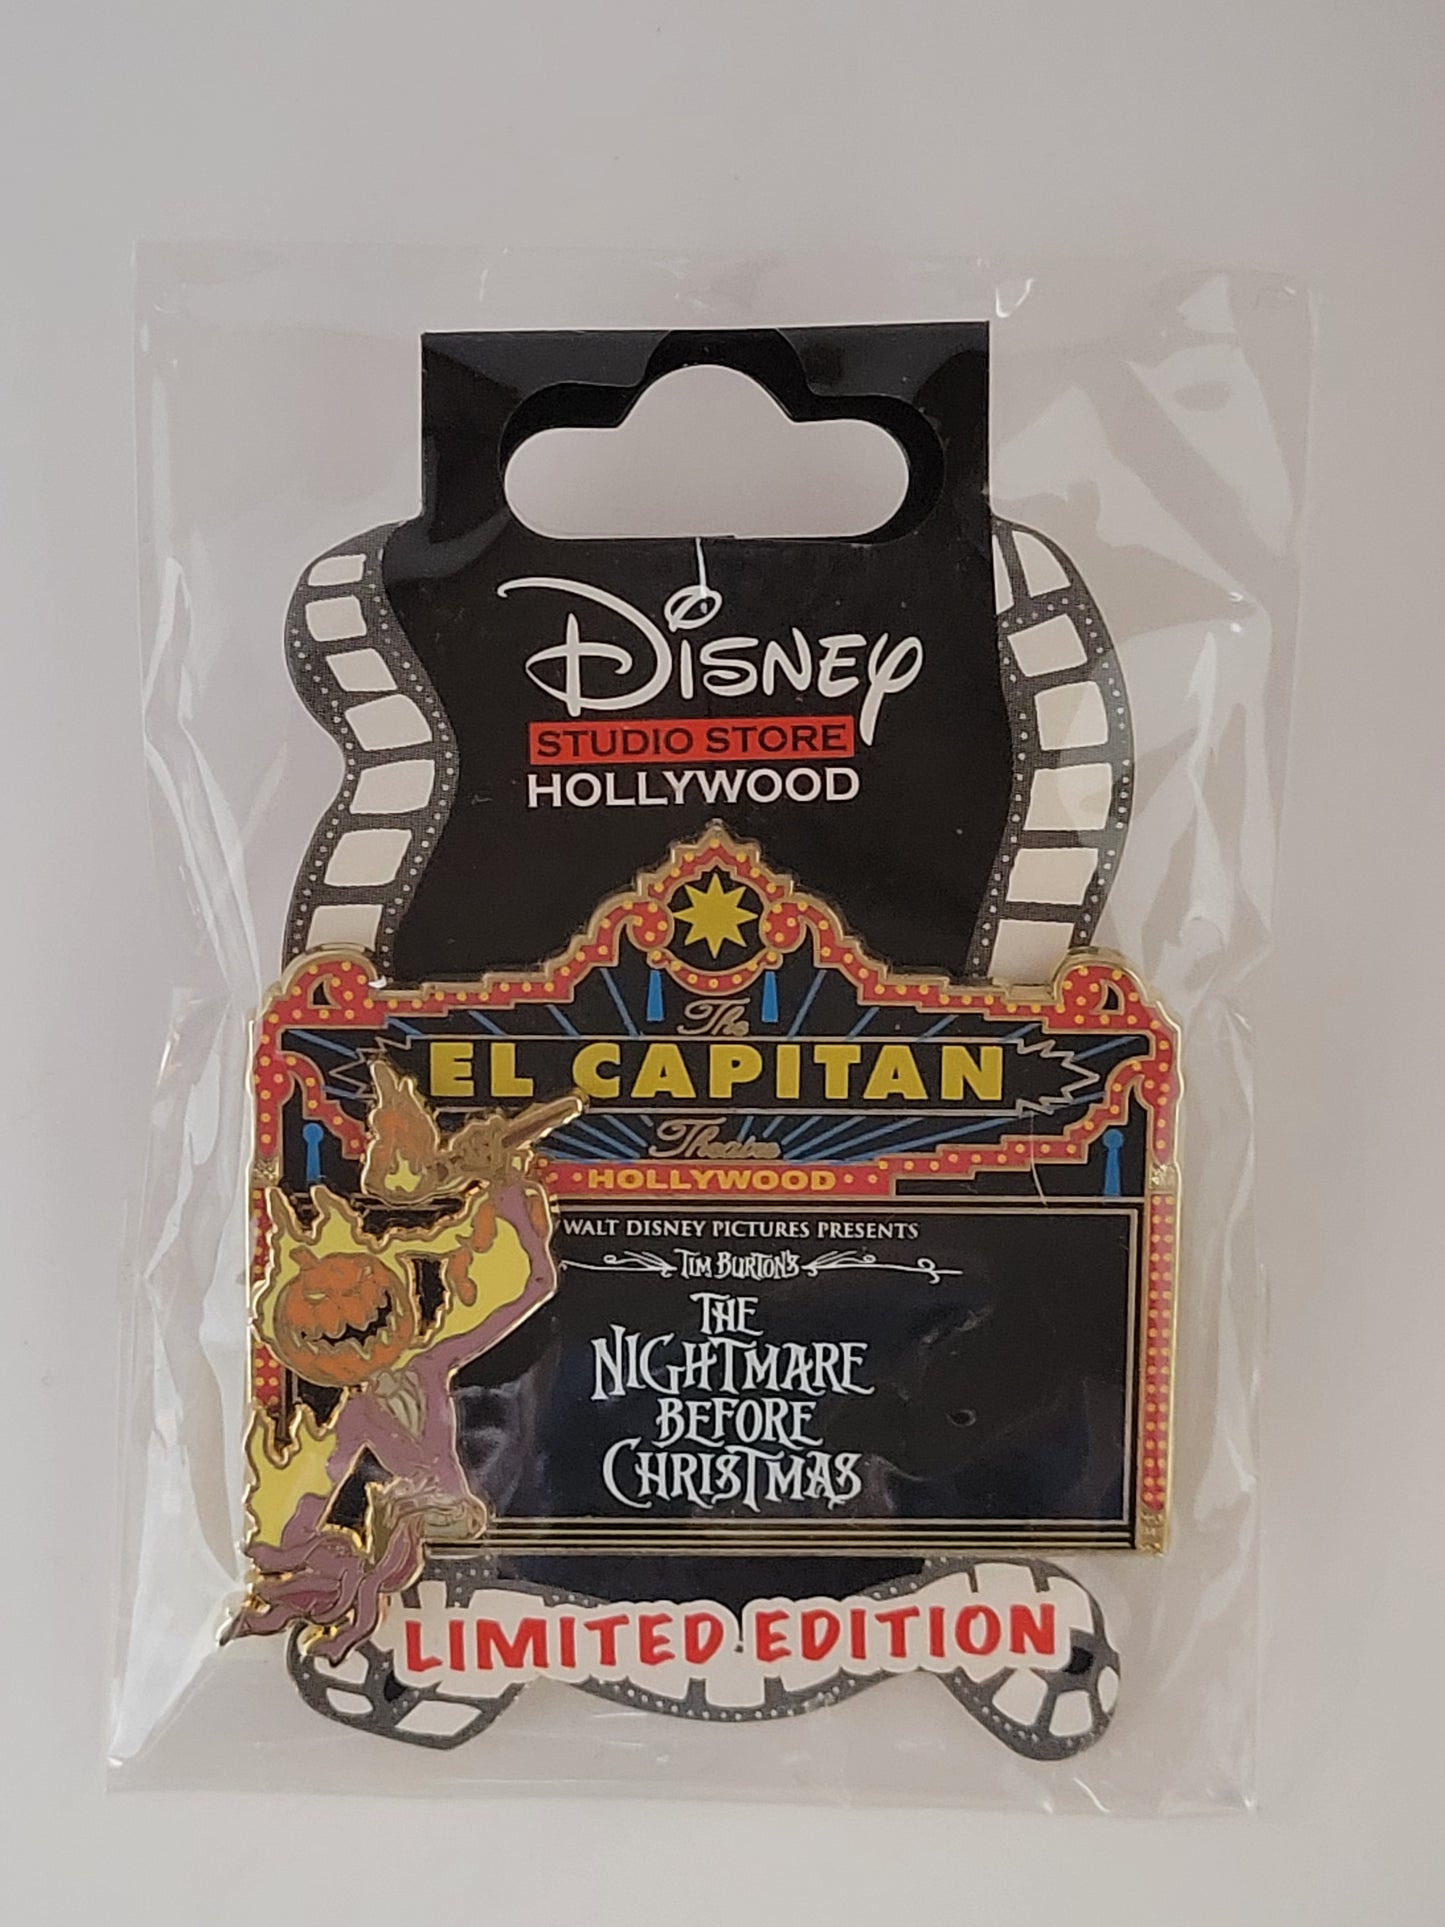 DISNEY
STUDIO STORE
HOLLYWOOD
The
EL CAPITAN
Theatre
HOLLYWOOD
WALT DISNEY PICTURES PRESENTS
TIM BURTON'S
THE
NIGHTMARE
BEFORE
CHRISTMAS
LIMITED EDITION